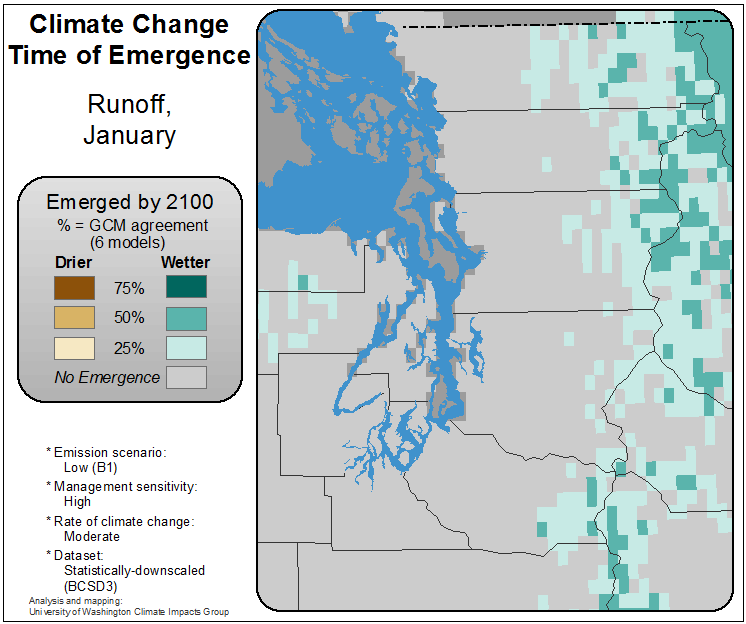 Climate Change
Time of Emergence
Runoff,
January
Emerged by 2100
% = GCM agreement
(6 models)
Drier Wetter
75%
50%
25%
No Emergence
* Emission scenario:
Low (B1)
* Management sensitivity:
High
* Rate of climate change:
Moderate
* Dataset:
Statistically-downscaled
(BCSD3)
Analysis and mapping:
University of Washington Climate Impacts Group